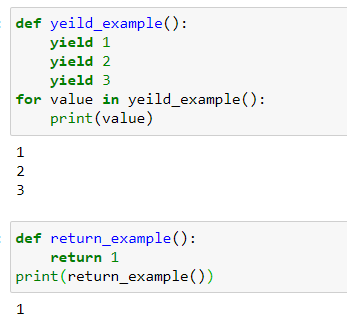 def yeild_example():
    yield 1
    yield 2
    yield 3
for value in yeild_example():
    print(value)
1
2
3
def return_example():
    return 1
print(return_example())
1